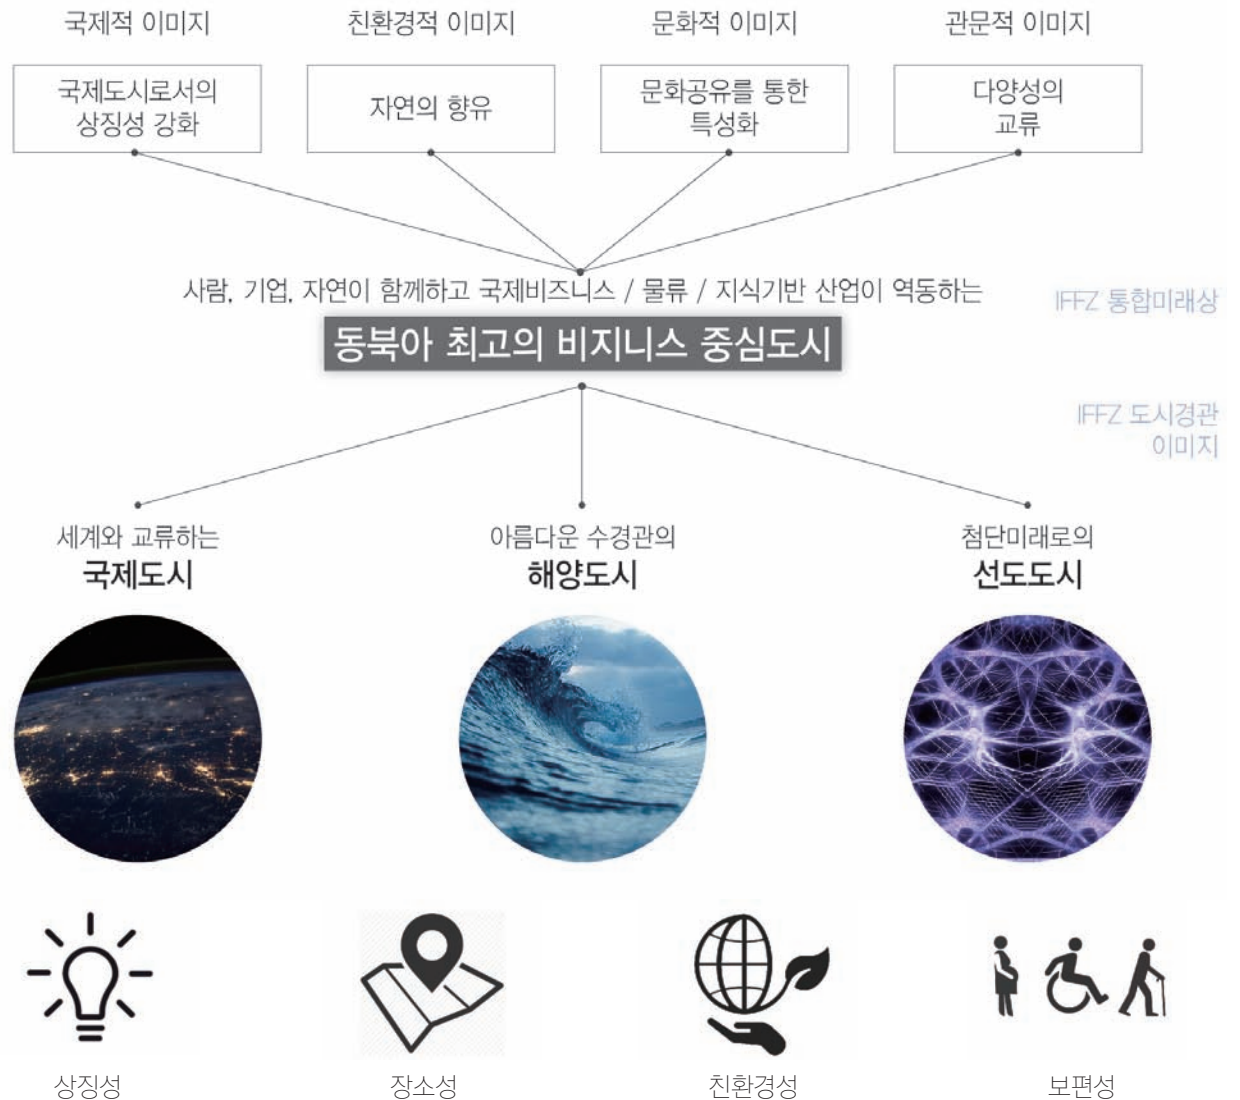 국제적 이미지
친환경적 이미지
문화적 이미지
관문적 이미지
국제도시로서의
상징성 강화
자연의 향유
문화공유를 통한
특성화
다양성의
교류
사람, 기업, 자연이 함께하고 국제비즈니스 / 물류 / 지식기반 산업이 역동하는
동북아 최고의 비지니스 중심도시
IFFZ 통합미래상
IFFZ 도시경관
이미지
세계와 교류하는
국제도시
아름다운 수경관의
해양도시
첨단미래로의
선도도시
상징성
장소성
친환경성
보편성